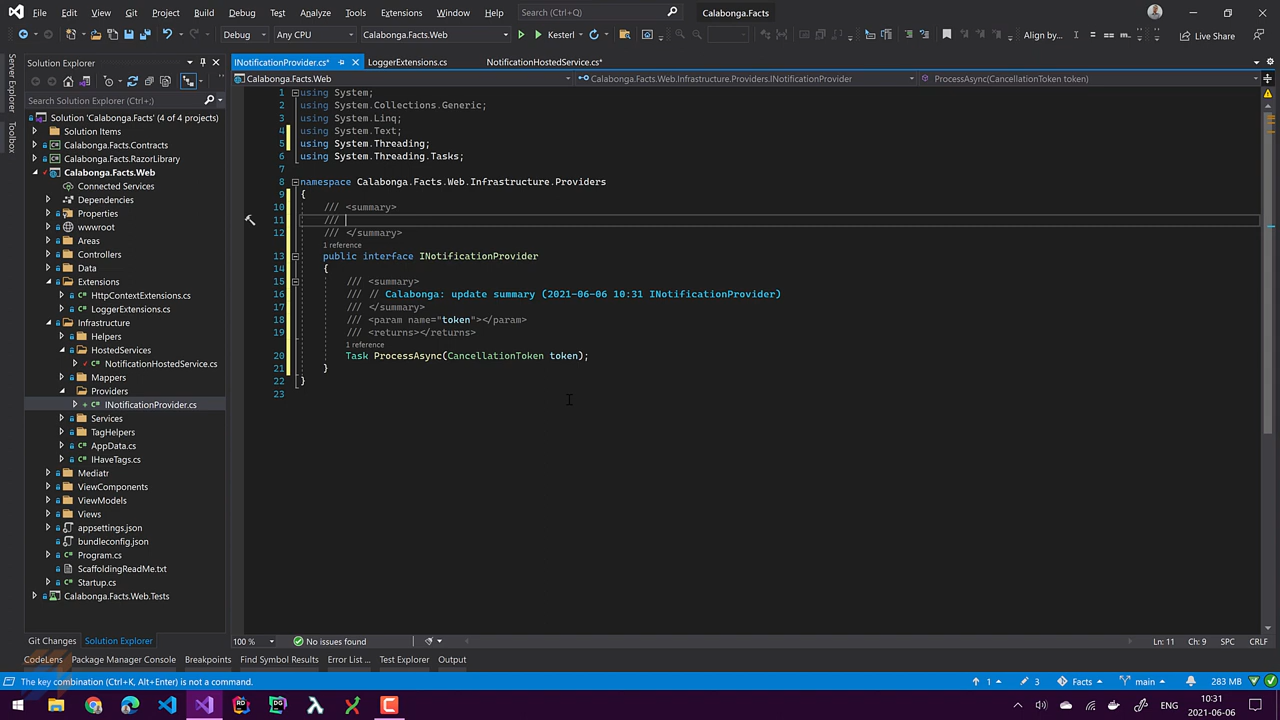 File Edit View Git Project Build Debug Test Analyze Tools Extensions Window Help Search (Ctrl+Q) Calabonga.Facts
Debug Any CPU Calabonga.Facts.Web Kestrel Align by... Live Share
Server Explorer
Toolbox
Solution Explorer
Search Solution Explorer (Ctrl+;)
Solution 'Calabonga.Facts' (4 of 4 projects)
Solution Items
Calabonga.Facts.Contracts
Calabonga.Facts.RazorLibrary
Calabonga.Facts.Web
Connected Services
Dependencies
Properties
wwwroot
Areas
Controllers
Data
Extensions
HttpContextExtensions.cs
LoggerExtensions.cs
Infrastructure
Helpers
HostedServices
NotificationHostedService.cs
Mappers
Providers
INotificationProvider.cs
Services
TagHelpers
AppData.cs
IHaveTags.cs
Mediatr
ViewComponents
ViewModels
Views
appsettings.json
bundleconfig.json
Program.cs
ScaffoldingReadMe.txt
Startup.cs
Calabonga.Facts.Web.Tests
Git Changes Solution Explorer
INotificationProvider.cs* LoggerExtensions.cs NotificationHostedService.cs*
Calabonga.Facts.Web Calabonga.Facts.Web.Infrastructure.Providers.INotificationProvider ProcessAsync(CancellationToken token)
1 using System;
2 using System.Collections.Generic;
3 using System.Linq;
4 using System.Text;
5 using System.Threading;
6 using System.Threading.Tasks;
7
8 namespace Calabonga.Facts.Web.Infrastructure.Providers
9 {
10 /// <summary>
11 ///
12 /// </summary>
1 reference
13 public interface INotificationProvider
14 {
15 /// <summary>
16 /// // Calabonga: update summary (2021-06-06 10:31 INotificationProvider)
17 /// </summary>
18 /// <param name="token"></param>
19 /// <returns></returns>
1 reference
20 Task ProcessAsync(CancellationToken token);
21 }
22 }
23
100 % No issues found Ln: 11 Ch: 9 SPC CRLF
CodeLens Package Manager Console Breakpoints Find Symbol Results Error List ... Test Explorer Output
The key combination (Ctrl+K, Alt+Enter) is not a command. 1 3 Facts main 283 MB
ENG 10:31
2021-06-06